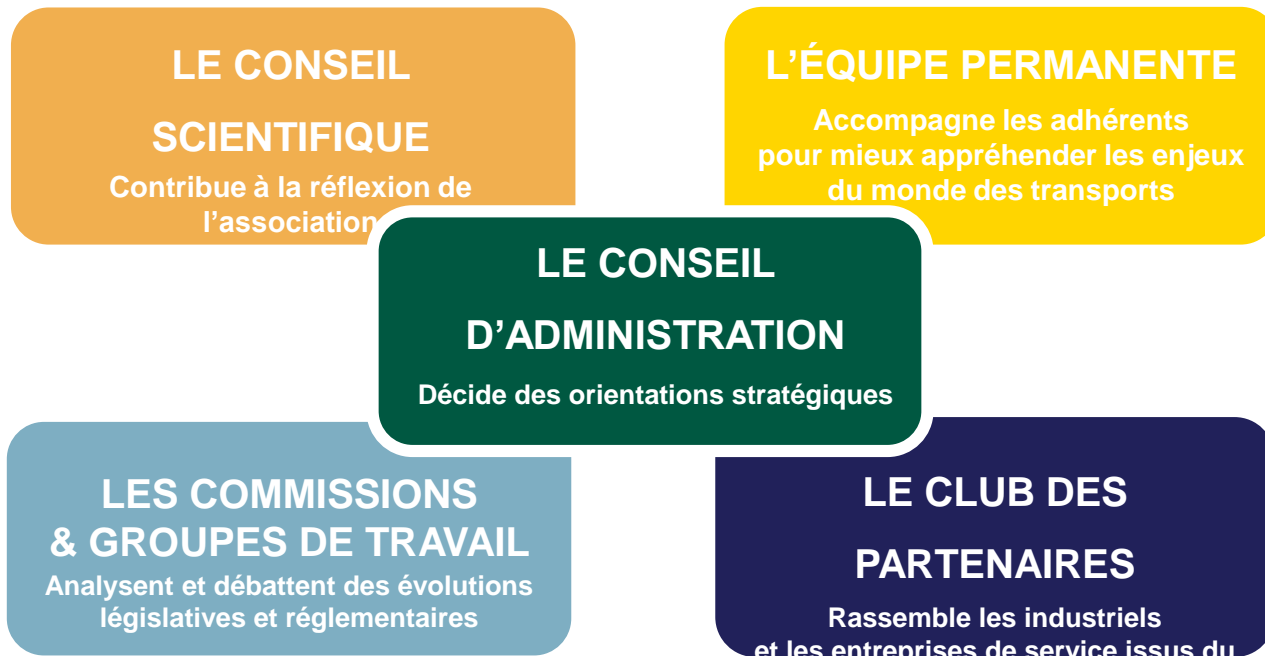 LE CONSEIL
SCIENTIFIQUE
Contribue à la réflexion de
l’association
L’ÉQUIPE PERMANENTE
Accompagne les adhérents
pour mieux appréhender les enjeux
du monde des transports
LE CONSEIL
D’ADMINISTRATION
Décide des orientations stratégiques
LES COMMISSIONS
& GROUPES DE TRAVAIL
Analysent et débattent des évolutions
législatives et réglementaires
LE CLUB DES
PARTENAIRES
Rassemble les industriels
et les entreprises de service issus du